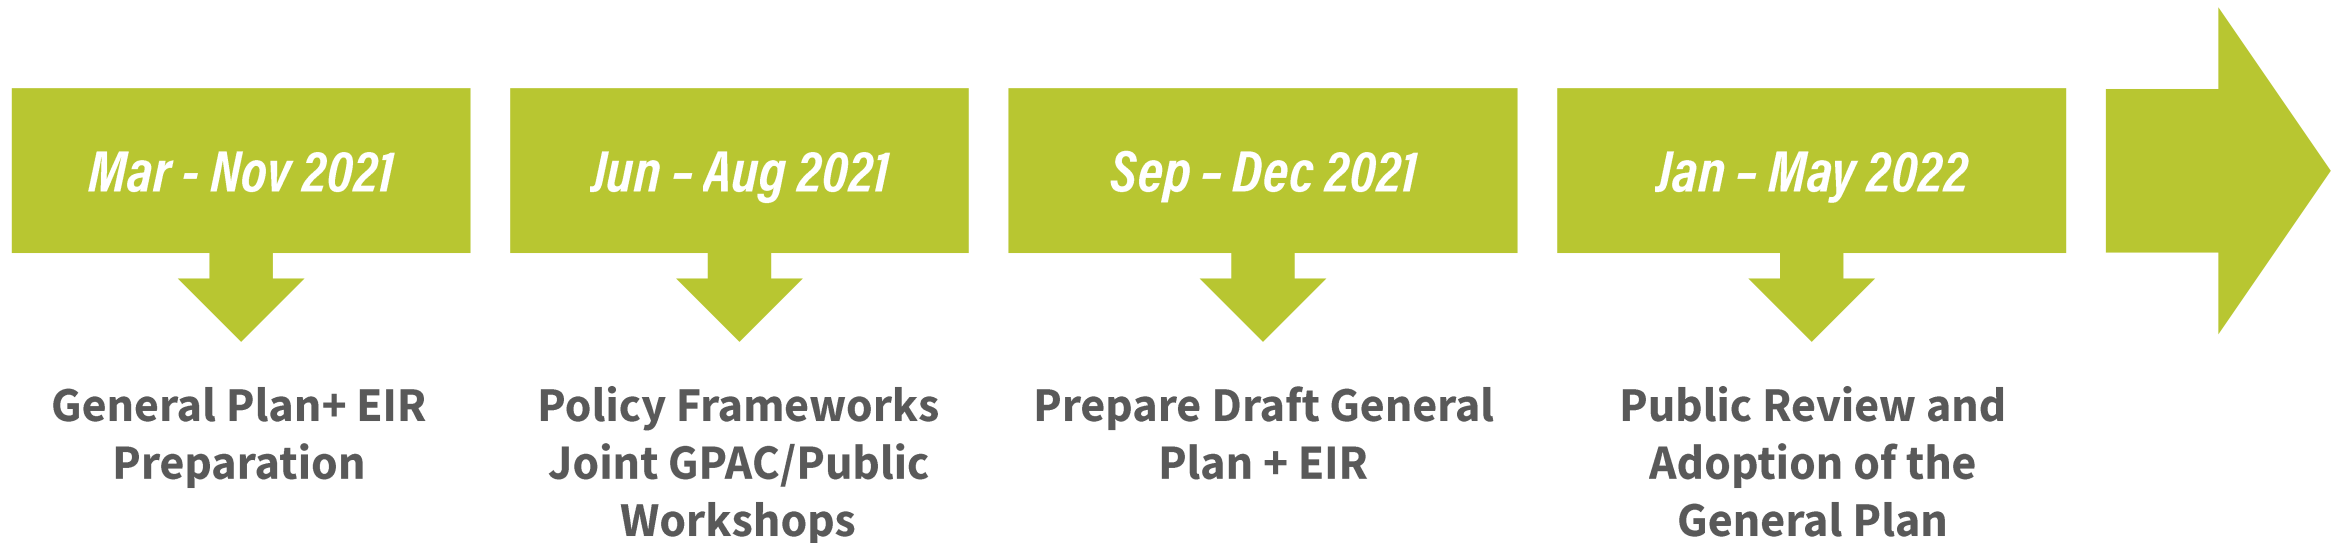 Mar - Nov 2021
Jun – Aug 2021
Sep – Dec 2021
Jan – May 2022
General Plan+ EIR
Preparation
Policy Frameworks
Joint GPAC/Public
Workshops
Prepare Draft General
Plan + EIR
Public Review and
Adoption of the
General Plan